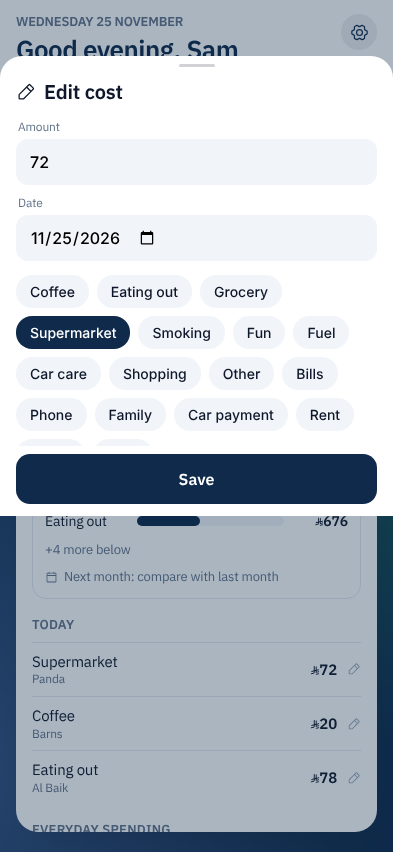 WEDNESDAY 25 NOVEMBER
Good evening, Sam
Edit cost
Amount
72
Date
11/25/2026
Coffee Eating out Grocery
Supermarket Smoking Fun Fuel
Car care Shopping Other Bills
Phone Family Car payment Rent
Save
Eating out ⃁676
+4 more below
Next month: compare with last month
TODAY
Supermarket ⃁72
Panda
Coffee ⃁20
Barns
Eating out ⃁78
Al Baik
EVERYDAY SPENDING